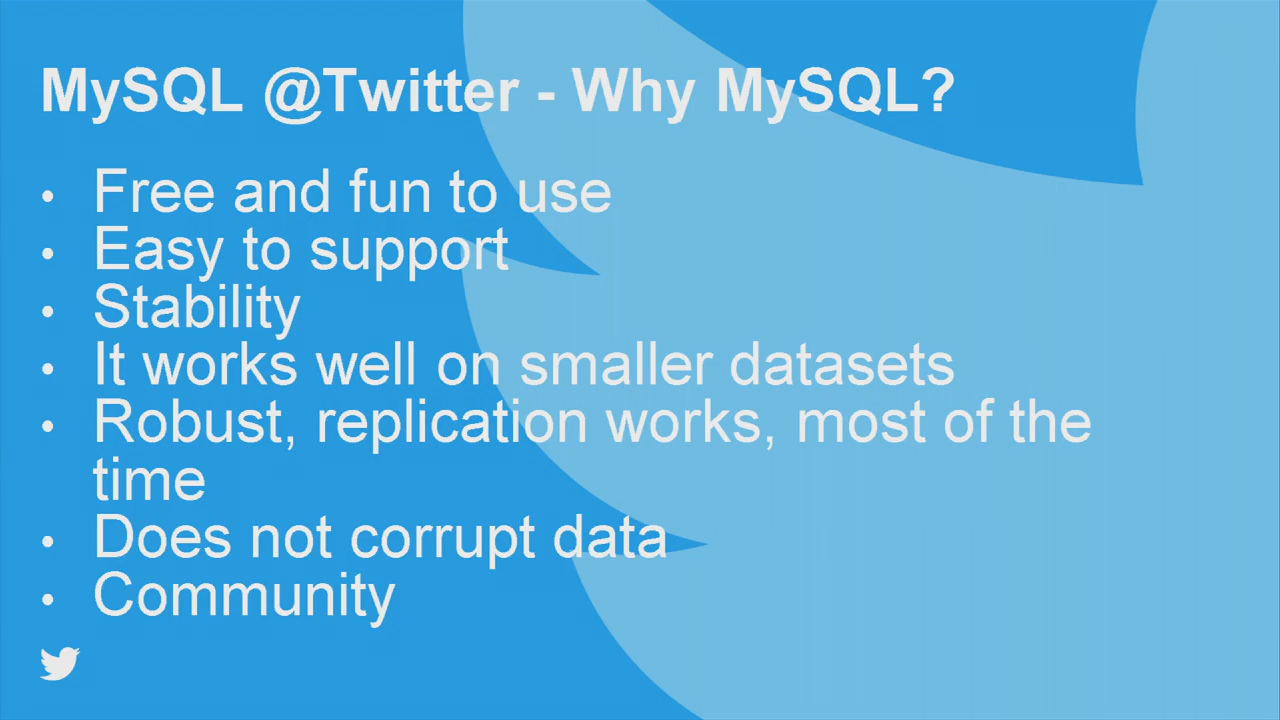 MySQL @Twitter - Why MySQL?
• Free and fun to use
• Easy to support
• Stability
• It works well on smaller datasets
• Robust, replication works, most of the
time
• Does not corrupt data
• Community